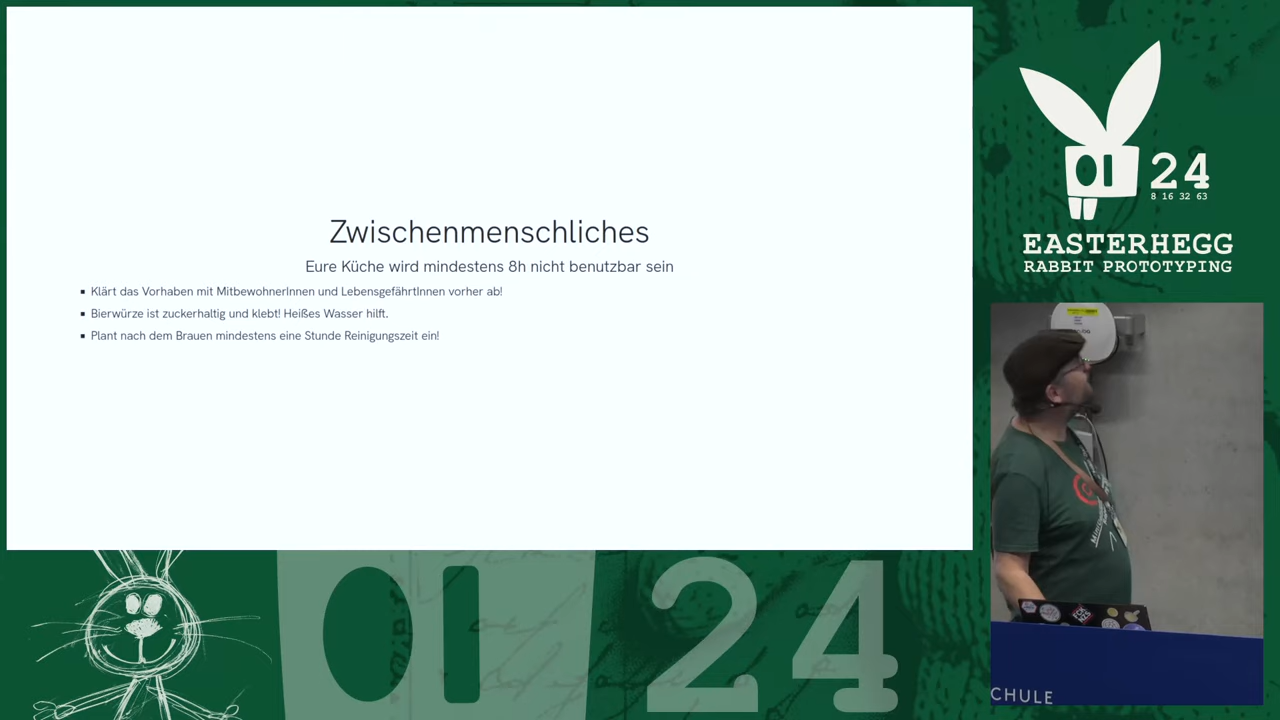 Zwischenmenschliches
Eure Küche wird mindestens 8h nicht benutzbar sein
▪ Klärt das Vorhaben mit MitbewohnerInnen und LebensgefährtInnen vorher ab!
▪ Bierwürze ist zuckerhaltig und klebt! Heißes Wasser hilft.
▪ Plant nach dem Brauen mindestens eine Stunde Reinigungszeit ein!
01 24
8 16 32 63
EASTERHEGG
RABBIT PROTOTYPING
CHULE
01 24